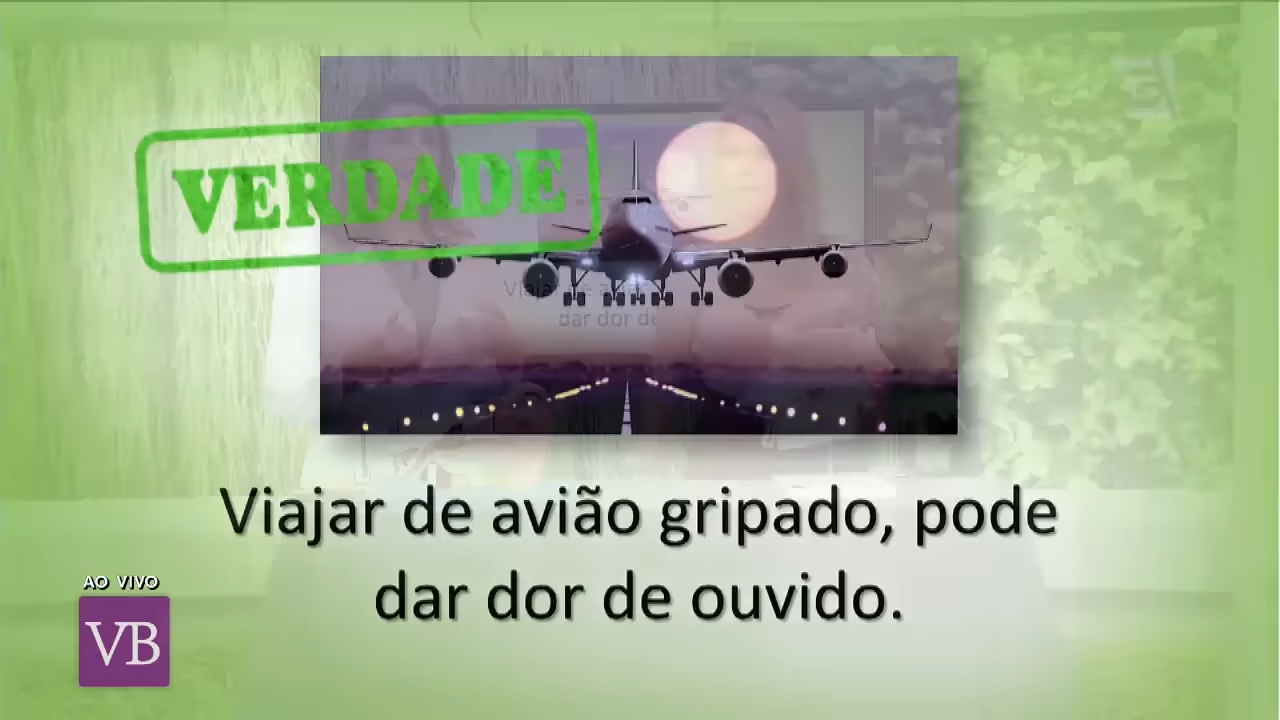 VERDADE
Viajar de avião gripado, pode
dar dor de ouvido.
AO VIVO
VB